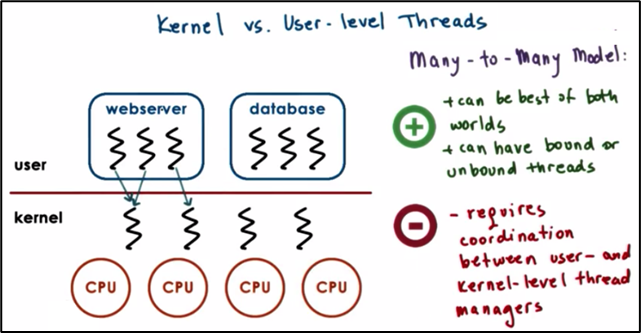 Kernel vs. User-level Threads
Many-to-Many Model:
webserver
database
user
kernel
CPU
CPU
CPU
CPU
+ can be best of both
worlds
+ can have bound or
unbound threads
- requires
coordination
between user- and
kernel-level thread
managers